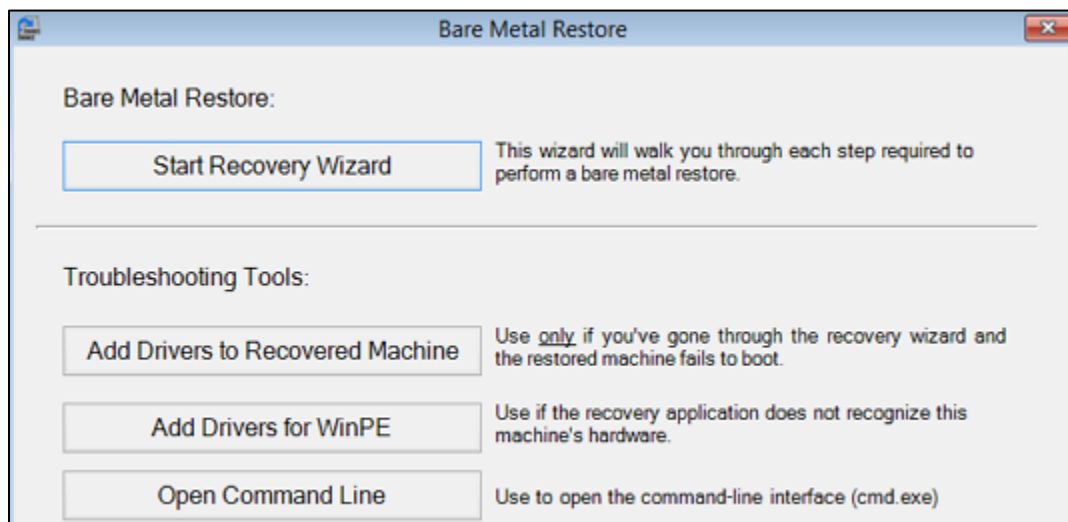 Bare Metal Restore
Bare Metal Restore:
Start Recovery Wizard
This wizard will walk you through each step required to
perform a bare metal restore.
Troubleshooting Tools:
Add Drivers to Recovered Machine
Use only if you've gone through the recovery wizard and
the restored machine fails to boot.
Add Drivers for WinPE
Use if the recovery application does not recognize this
machine's hardware.
Open Command Line
Use to open the command-line interface (cmd.exe)